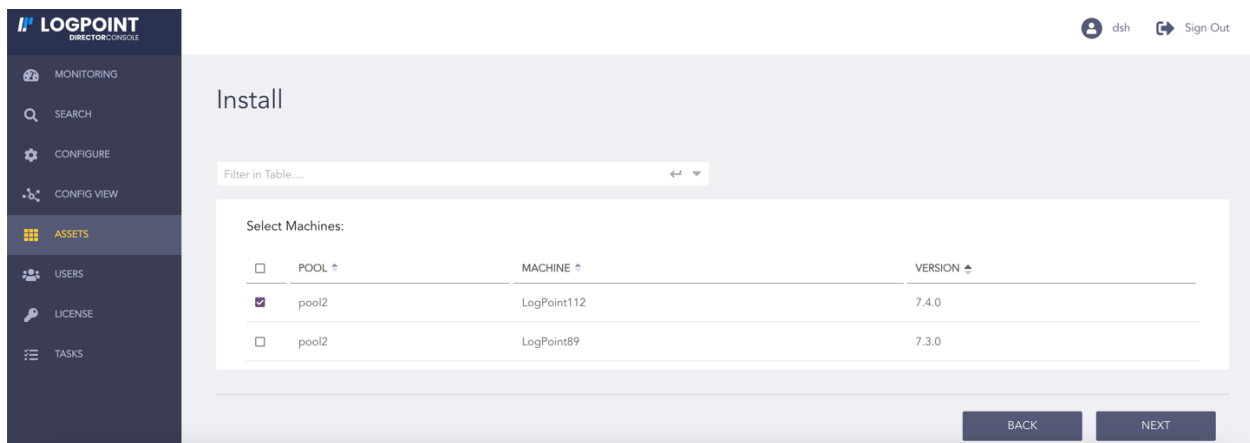 LOGPOINT
DIRECTORCONSOLE
dsh Sign Out
MONITORING
SEARCH
CONFIGURE
CONFIG VIEW
ASSETS
USERS
LICENSE
TASKS
Install
Filter in Table....
Select Machines:
POOL MACHINE VERSION
pool2 LogPoint112 7.4.0
pool2 LogPoint89 7.3.0
BACK NEXT